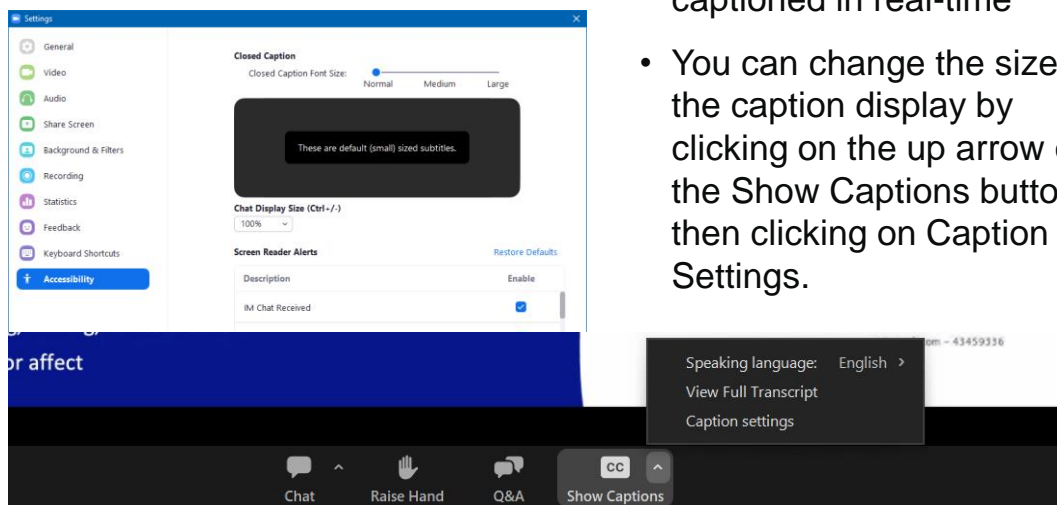 captioned in real-time
• You can change the size
the caption display by
clicking on the up arrow
the Show Captions
then clicking on Caption
Settings.
Settings
General
Video
Audio
Share Screen
Background & Filters
Recording
Statistics
Feedback
Keyboard Shortcuts
Accessibility
Closed Caption
Closed Caption Font Size:
Normal Medium Large
These are default (small) sized subtitles.
Chat Display Size (Ctrl+/-)
100%
Screen Reader Alerts Restore Defaults
Description Enable
IM Chat Received
or affect
om - 43459336
Speaking language: English >
View Full Transcript
Caption settings
CC
Chat Raise Hand Q&A Show Captions